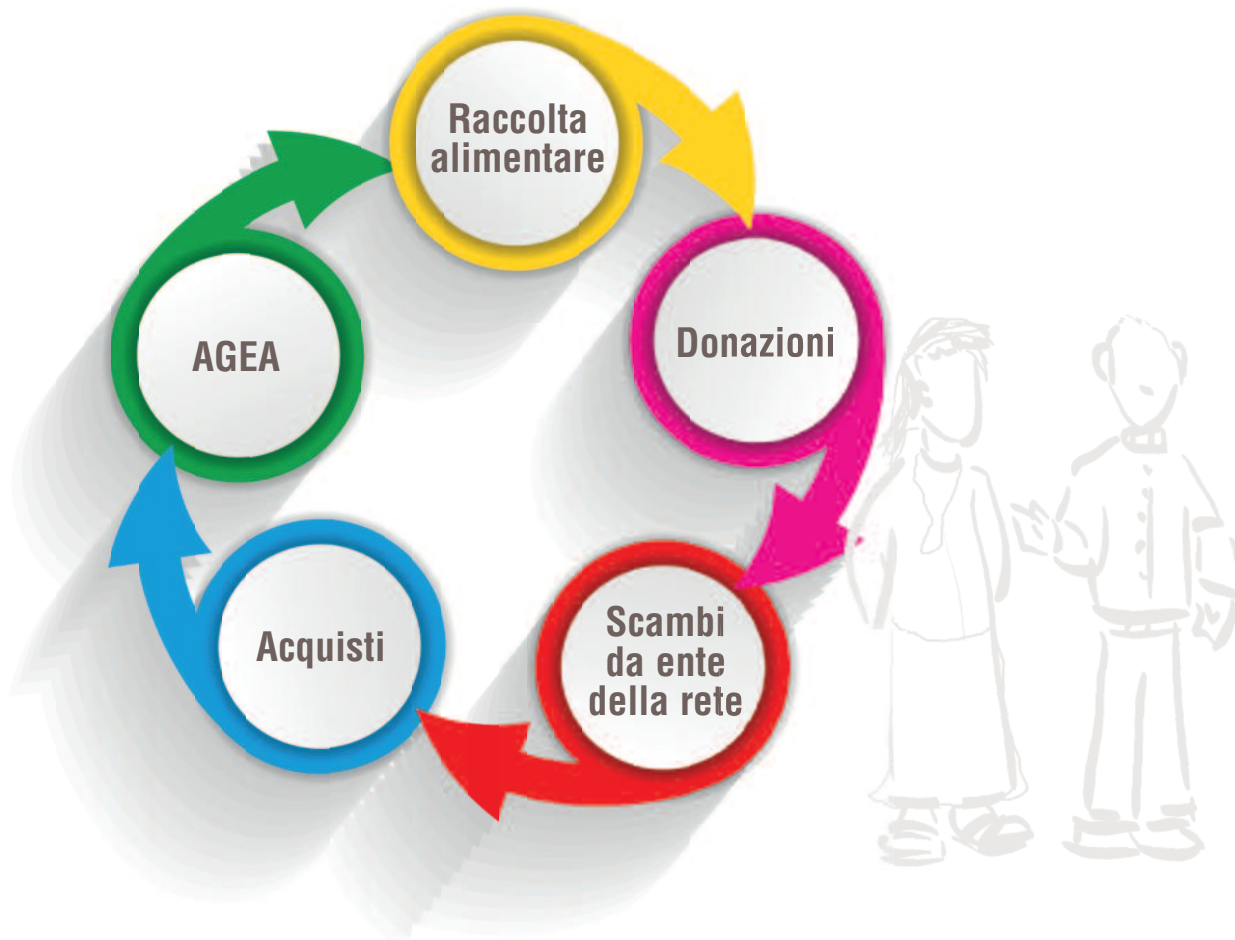 Raccolta
alimentare
Donazioni
Scambi
da ente
della rete
Acquisti
AGEA